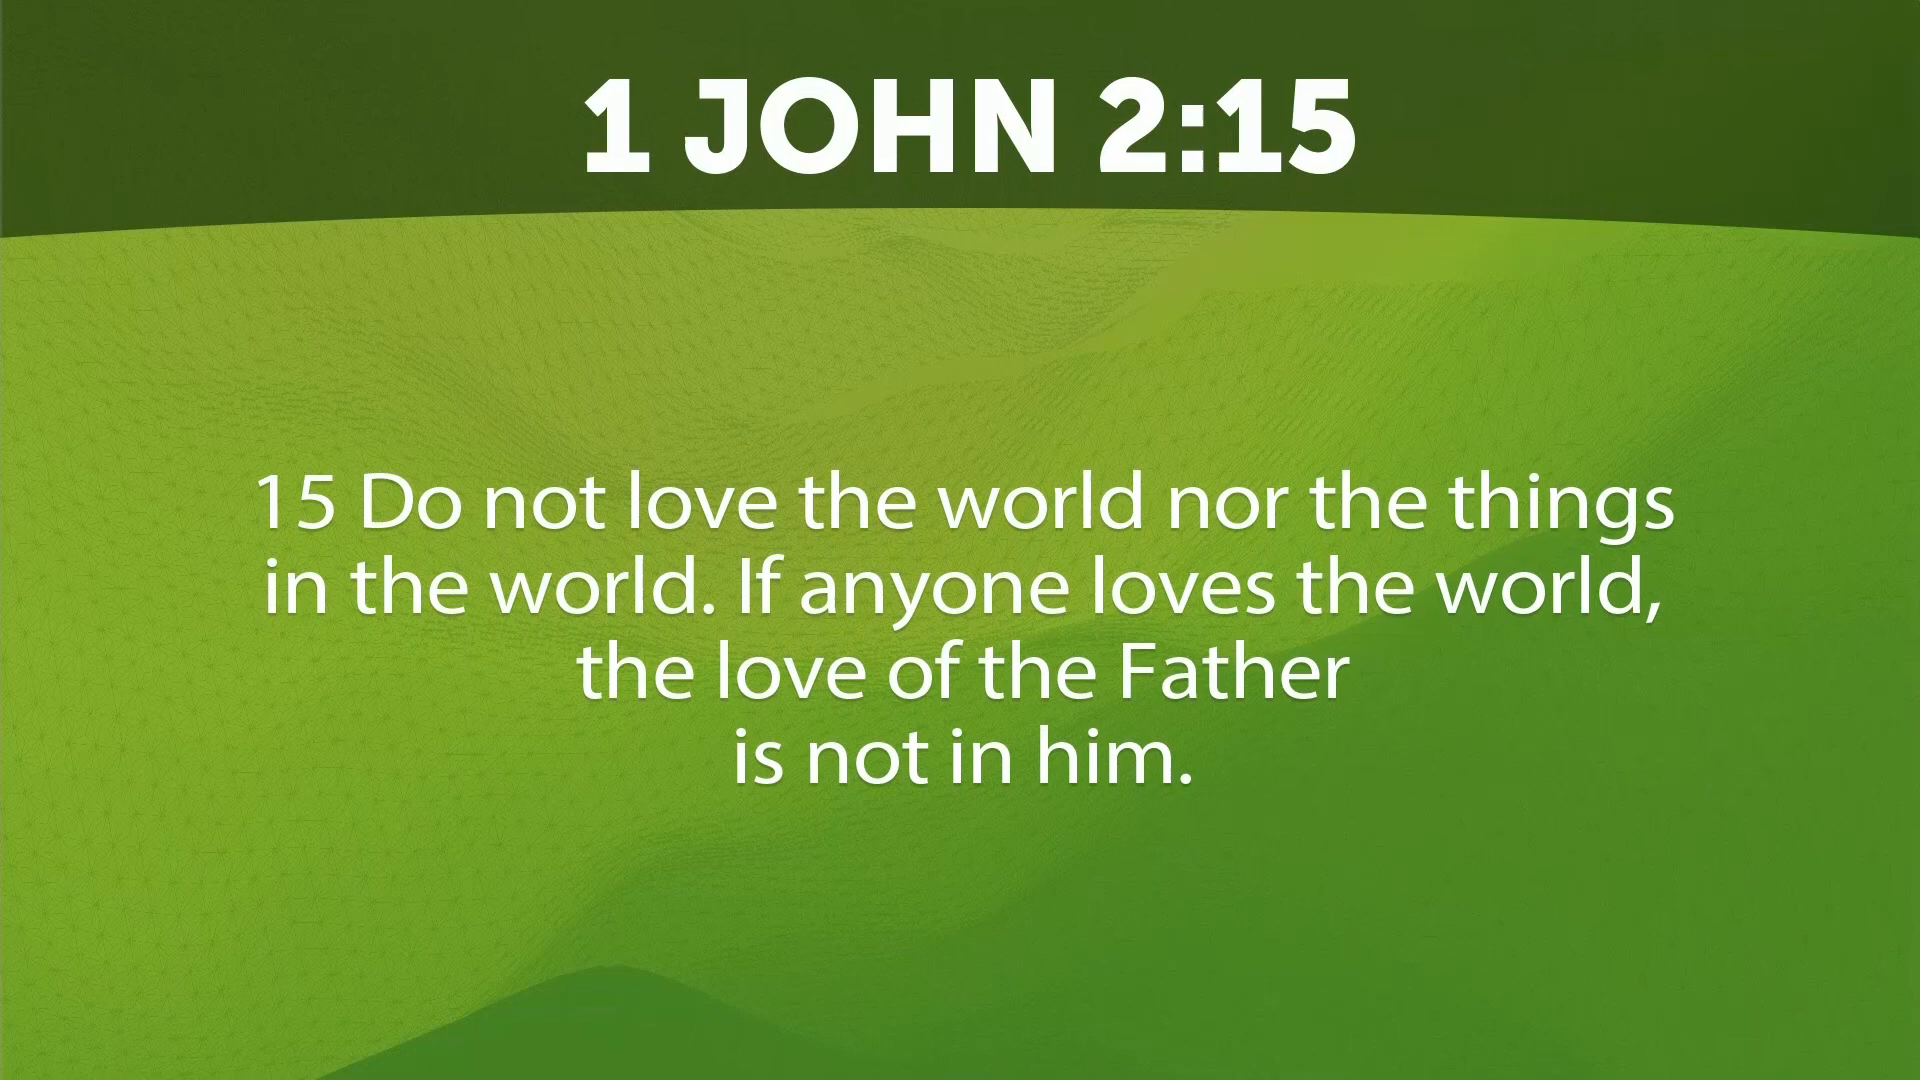 1 JOHN 2:15
15 Do not love the world nor the things
in the world. If anyone loves the world,
the love of the Father
is not in him.